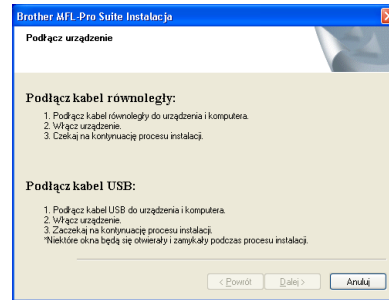 Brother MFL-Pro Suite Instalacja
Podłącz urządzenie
Podłącz kabel równoległy:
1. Podłącz kabel równoległy do urządzenia i komputera.
2. Włącz urządzenie.
3. Czekaj na kontynuację procesu instalacji.
Podłącz kabel USB:
1. Podłącz kabel USB do urządzenia i komputera.
2. Włącz urządzenie.
3. Zaczekaj na kontynuację procesu instalacji.
*Niektóre okna będą się otwierały i zamykały podczas procesu instalacji.
< Powrót Dalej > Anuluj